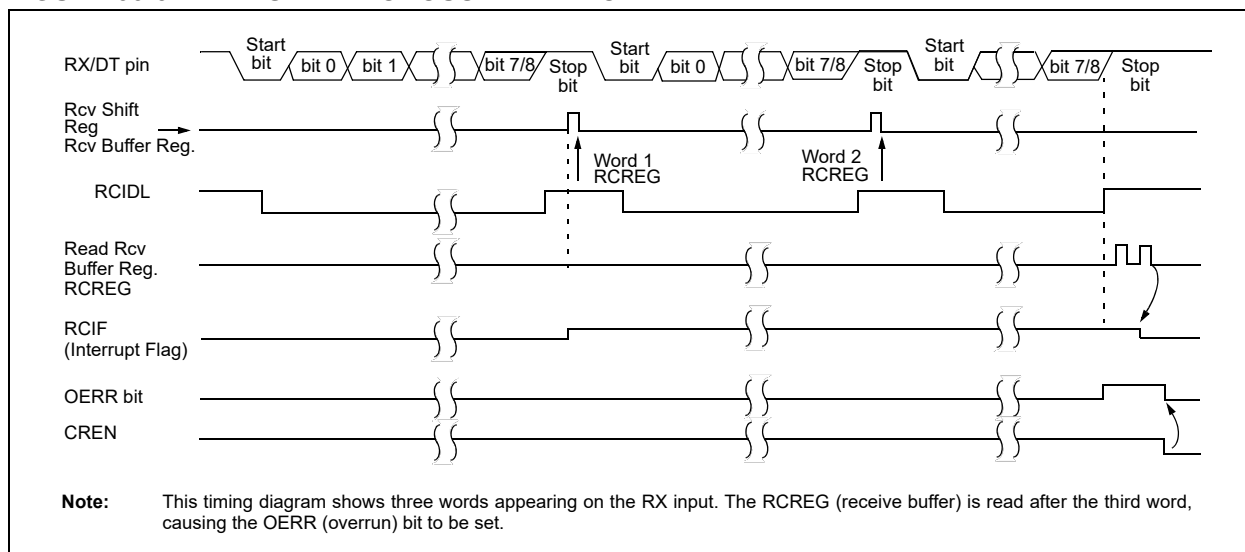 Start bit bit 0 bit 1 bit 7/8 Stop bit Start bit bit 0 bit 7/8 Stop bit Start bit bit 7/8 Stop bit
RX/DT pin
Rcv Shift
Reg
Rcv Buffer Reg.
Word 1
RCREG
Word 2
RCREG
RCIDL
Read Rcv
Buffer Reg.
RCREG
RCIF
(Interrupt Flag)
OERR bit
CREN
Note: This timing diagram shows three words appearing on the RX input. The RCREG (receive buffer) is read after the third word,
causing the OERR (overrun) bit to be set.